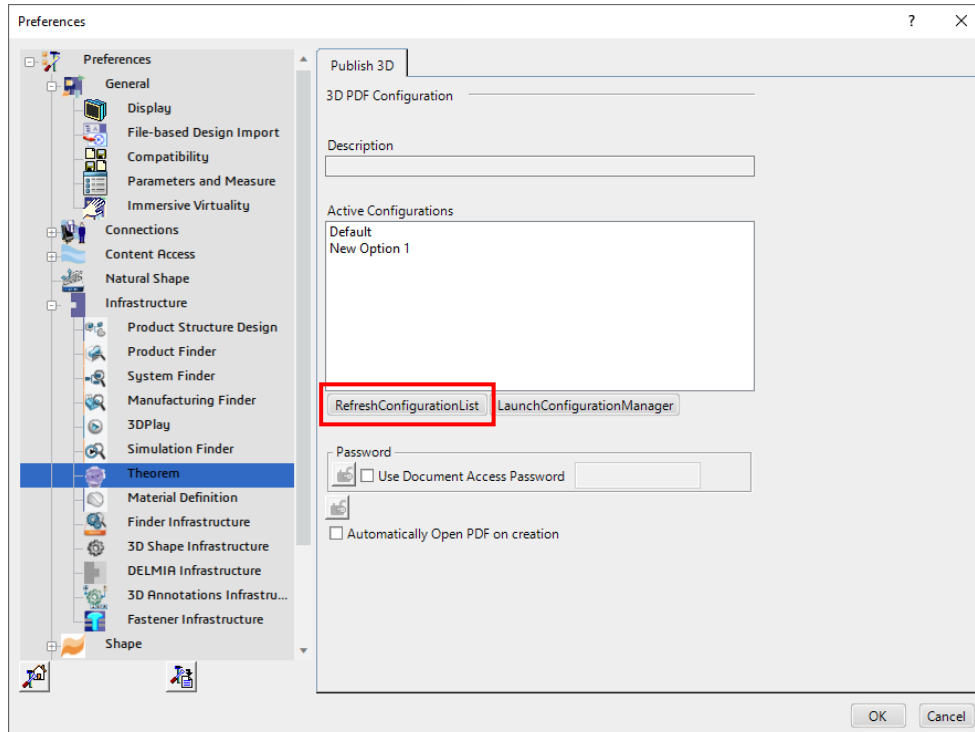 Preferences
Preferences
General
Display
File-based Design Import
Compatibility
Parameters and Measure
Immersive Virtuality
Connections
Content Access
Natural Shape
Infrastructure
Product Structure Design
Product Finder
System Finder
Manufacturing Finder
3DPlay
Simulation Finder
Theorem
Material Definition
Finder Infrastructure
3D Shape Infrastructure
DELMIA Infrastructure
3D Annotations Infrastru...
Fastener Infrastructure
Shape
Publish 3D
3D PDF Configuration
Description
Active Configurations
Default
New Option 1
RefreshConfigurationList LaunchConfigurationManager
Password
Use Document Access Password
Automatically Open PDF on creation
OK Cancel